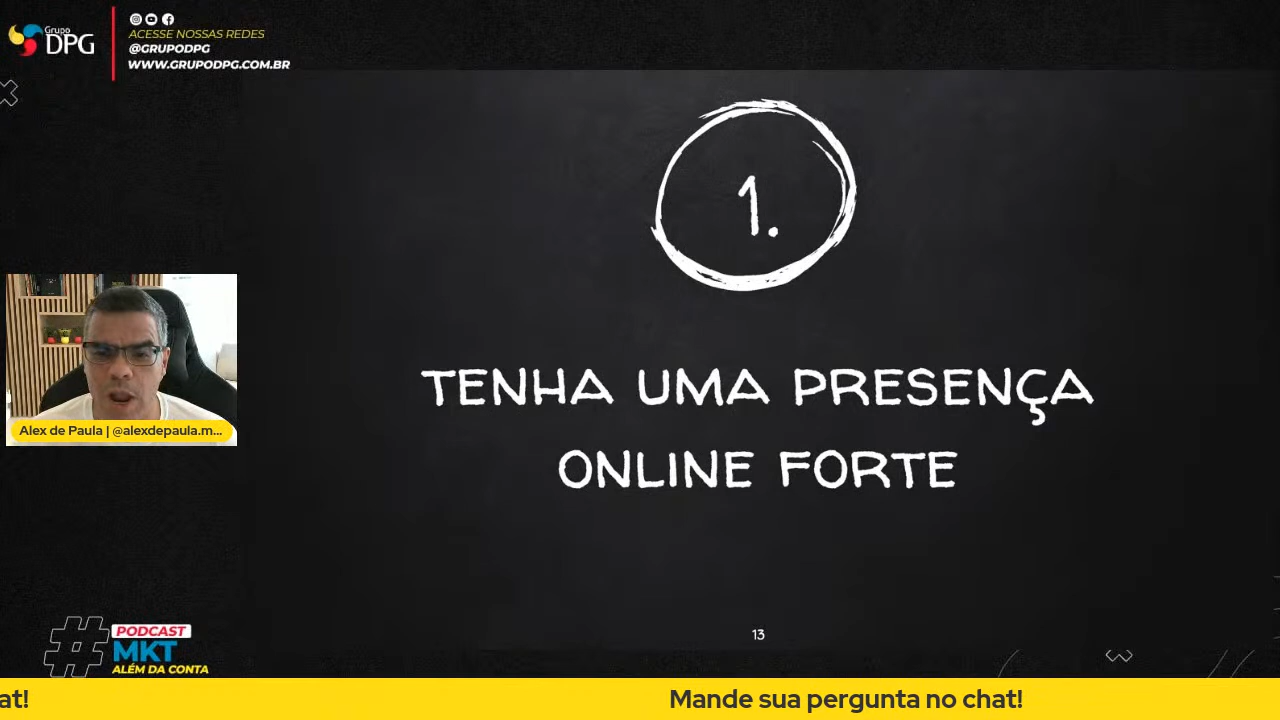 Grupo
DPG
ACESSE NOSSAS REDES
@GRUPODPG
WWW.GRUPODPG.COM.BR
1.
TENHA UMA PRESENÇA
ONLINE FORTE
Alex de Paula | @alexdepaula.m...
13
#
PODCAST
MKT
ALÉM DA CONTA
at!
Mande sua pergunta no chat!